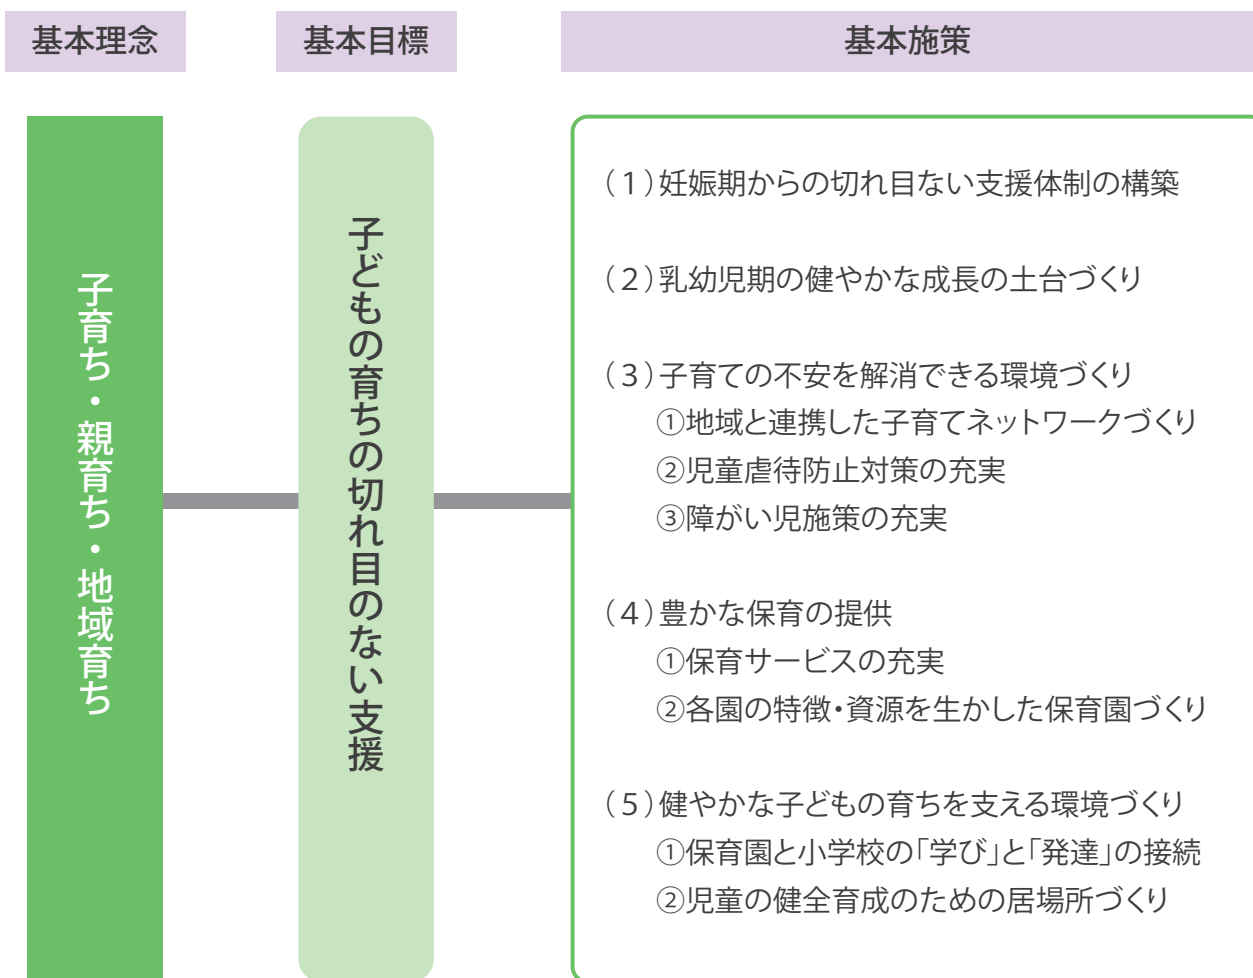 基本理念
基本目標
基本施策
子育ち・親育ち・地域育ち
子どもの育ちの切れ目のない支援
（１）妊娠期からの切れ目ない支援体制の構築
（２）乳幼児期の健やかな成長の土台づくり
（３）子育ての不安を解消できる環境づくり
①地域と連携した子育てネットワークづくり
②児童虐待防止対策の充実
③障がい児施策の充実
（４）豊かな保育の提供
①保育サービスの充実
②各園の特徴・資源を生かした保育園づくり
（５）健やかな子どもの育ちを支える環境づくり
①保育園と小学校の「学び」と「発達」の接続
②児童の健全育成のための居場所づくり